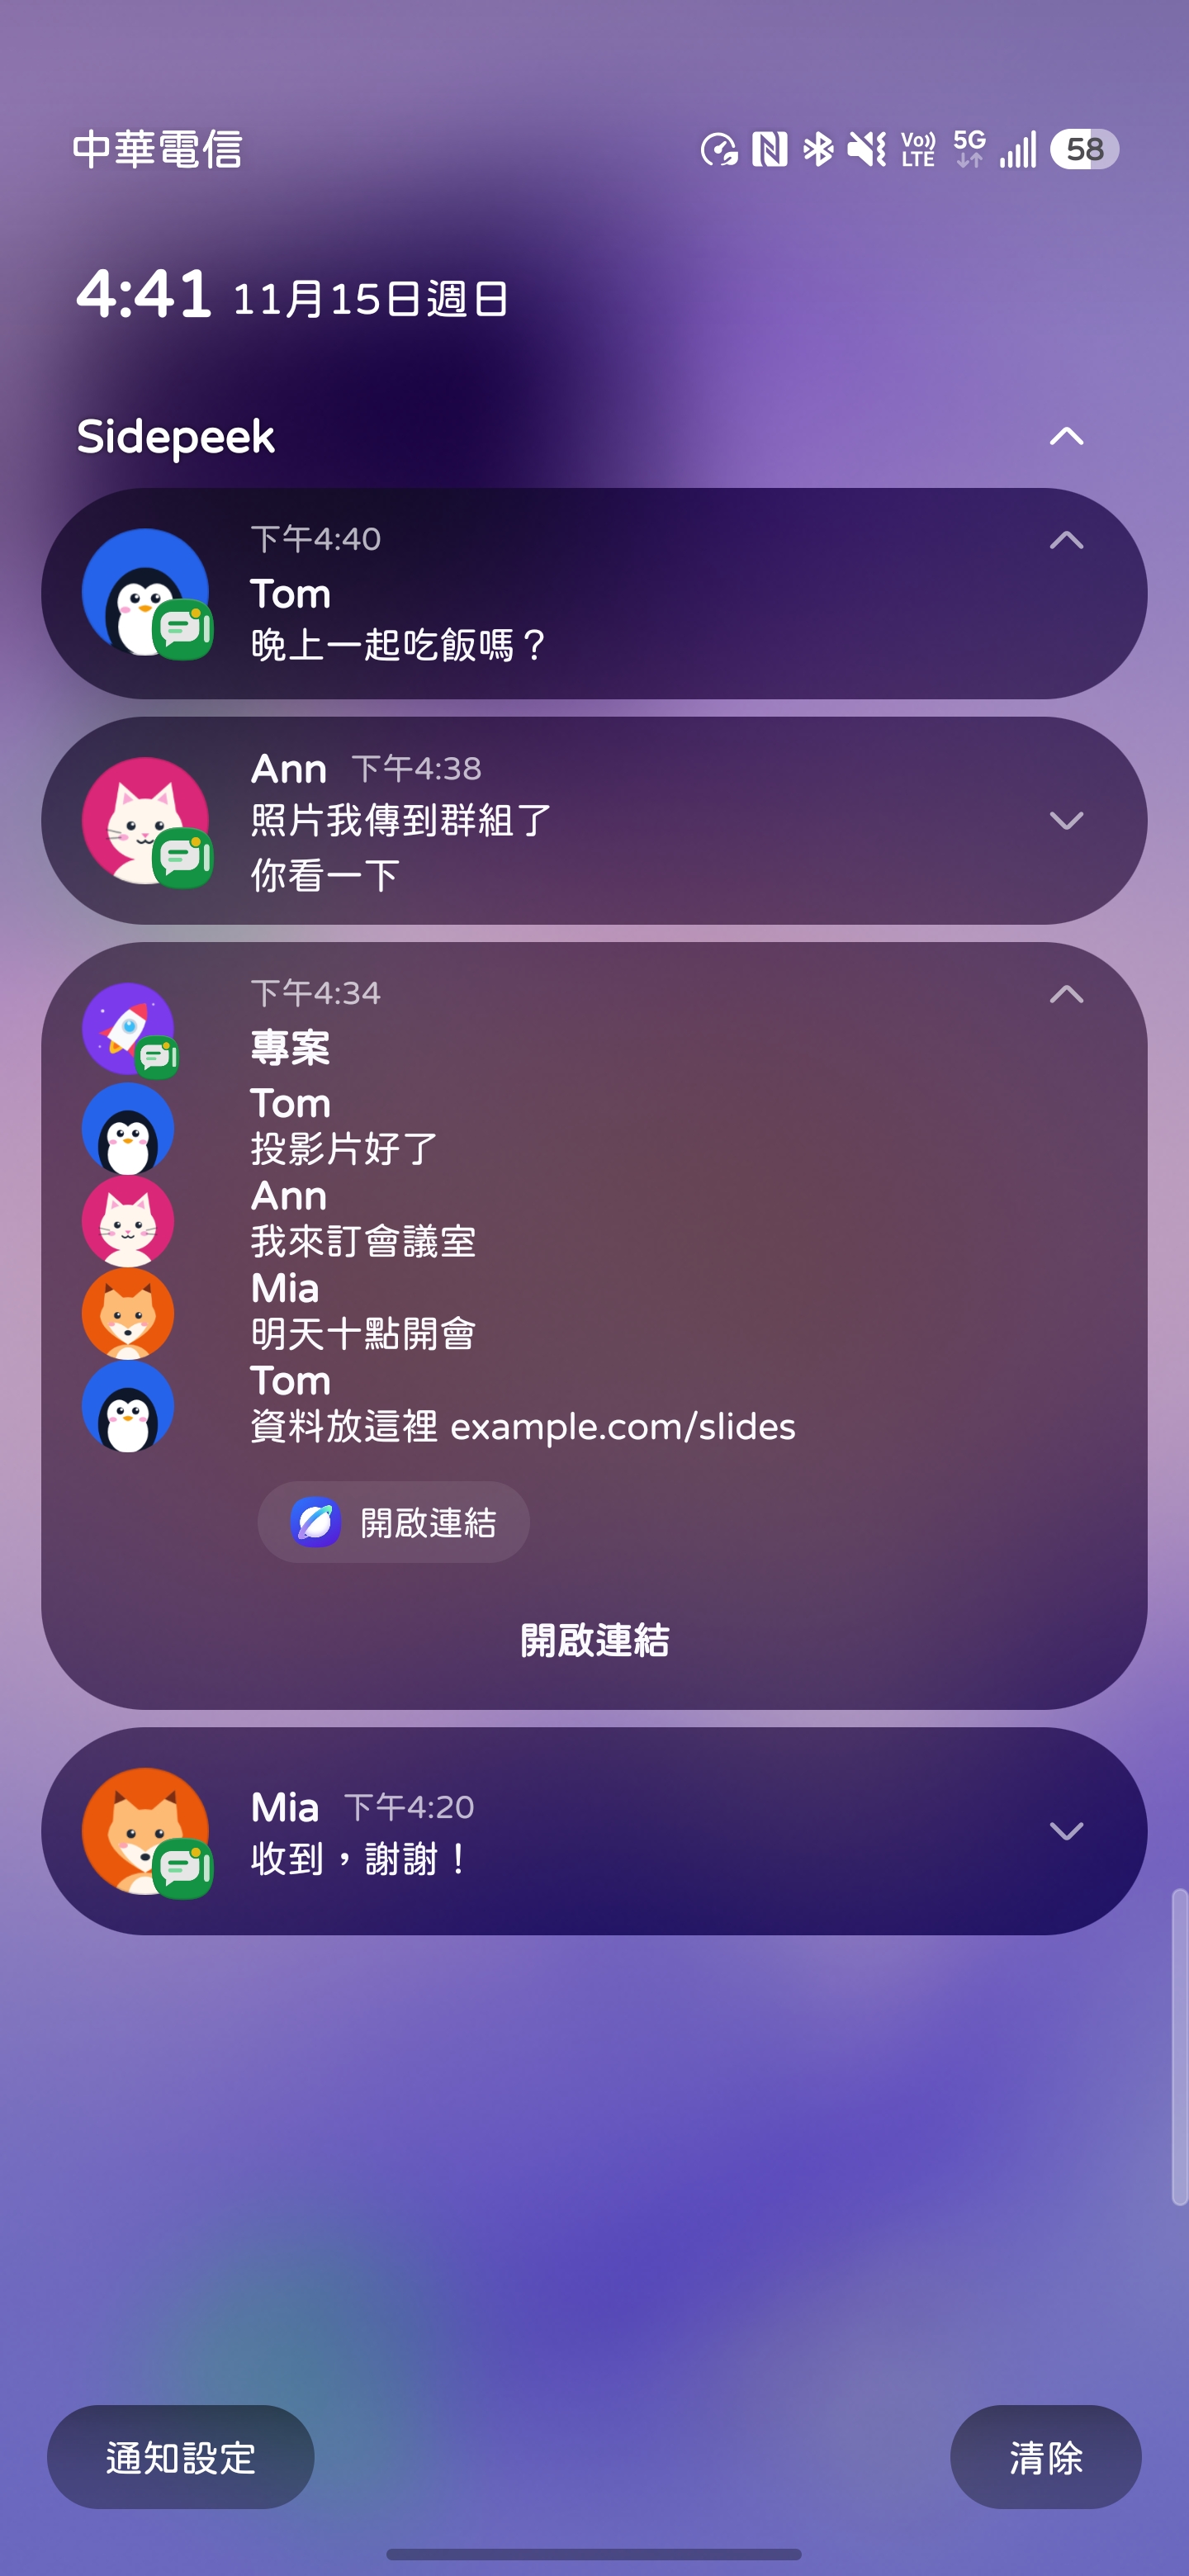 中華電信
Vo)) LTE 5G 58
4:41 11月15日週日
Sidepeek
下午4:40
Tom
晚上一起吃飯嗎？
Ann 下午4:38
照片我傳到群組了
你看一下
下午4:34
專案
Tom
投影片好了
Ann
我來訂會議室
Mia
明天十點開會
Tom
資料放這裡 example.com/slides
開啟連結
開啟連結
Mia 下午4:20
收到，謝謝！
通知設定
清除